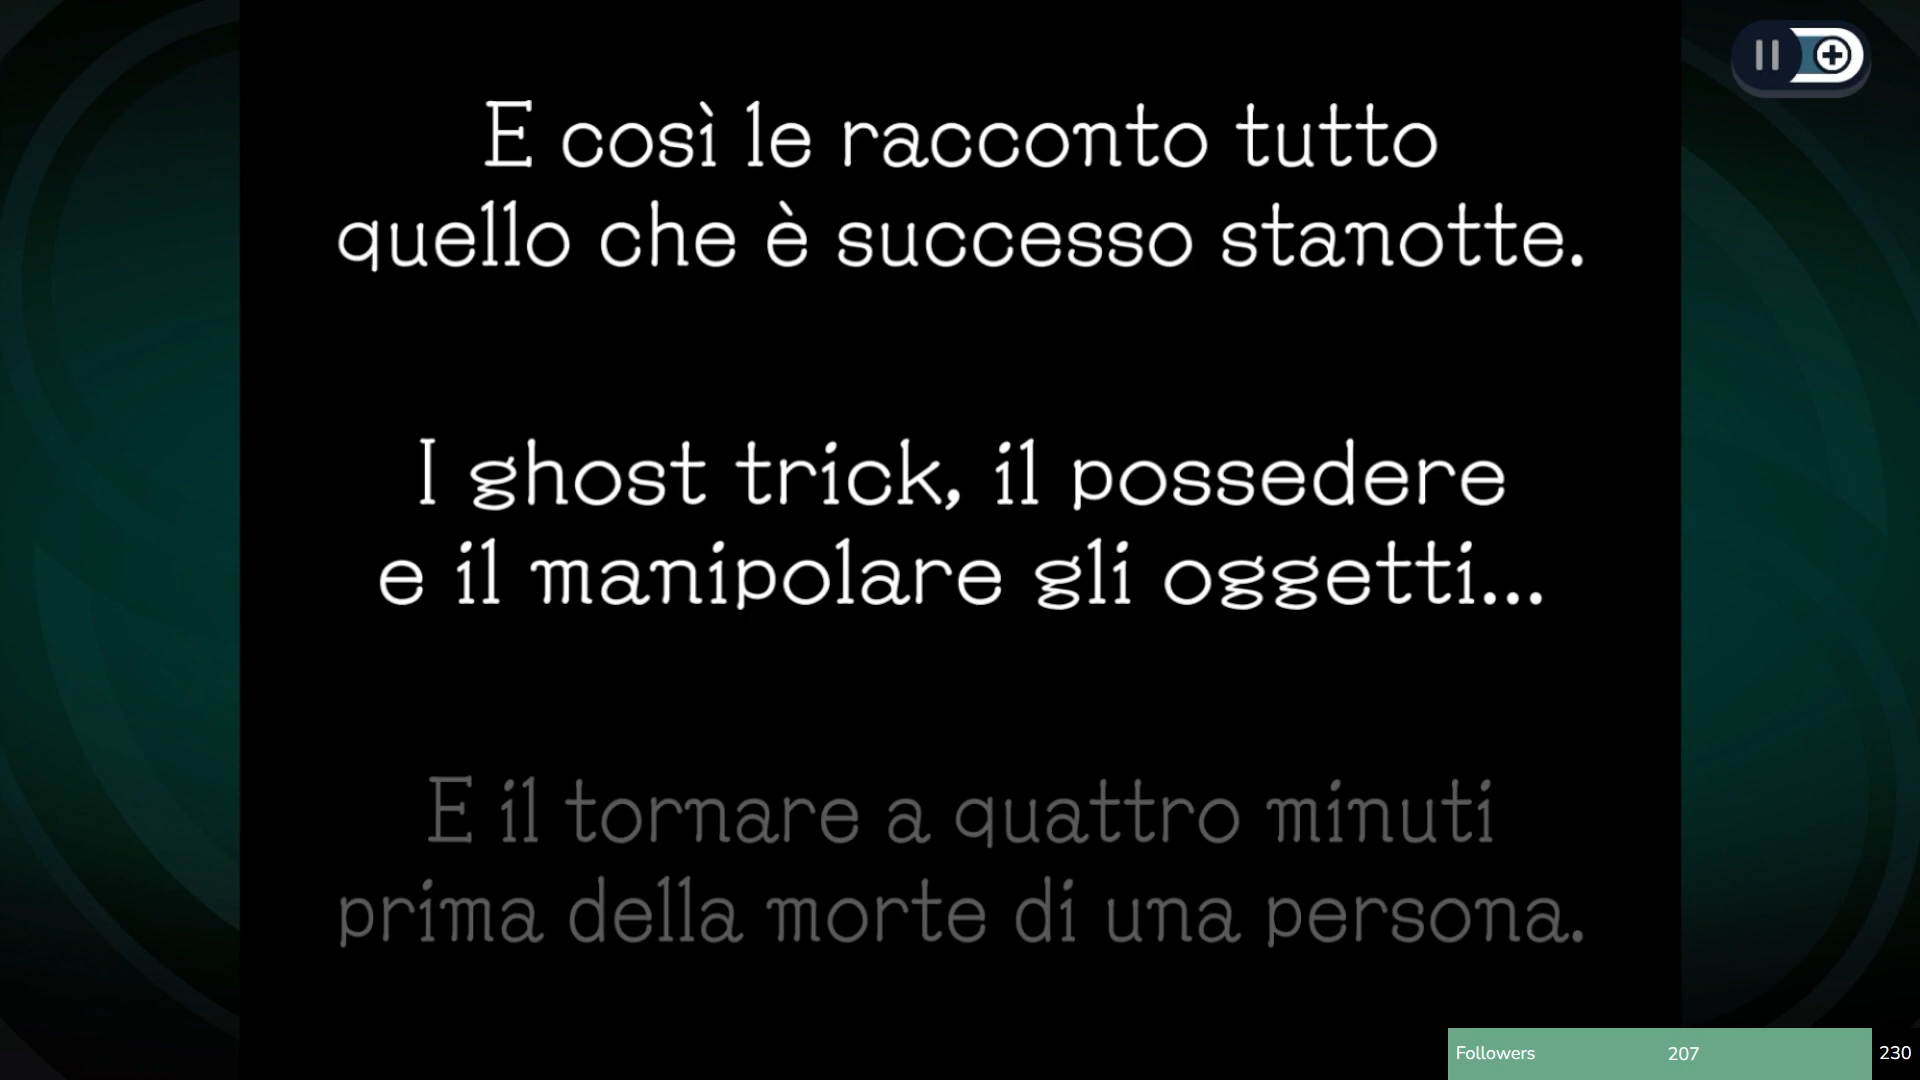 E così le racconto tutto
quello che è successo stanotte.
I ghost trick, il possedere
e il manipolare gli oggetti...
E il tornare a quattro minuti
prima della morte di una persona.
Followers 207 230